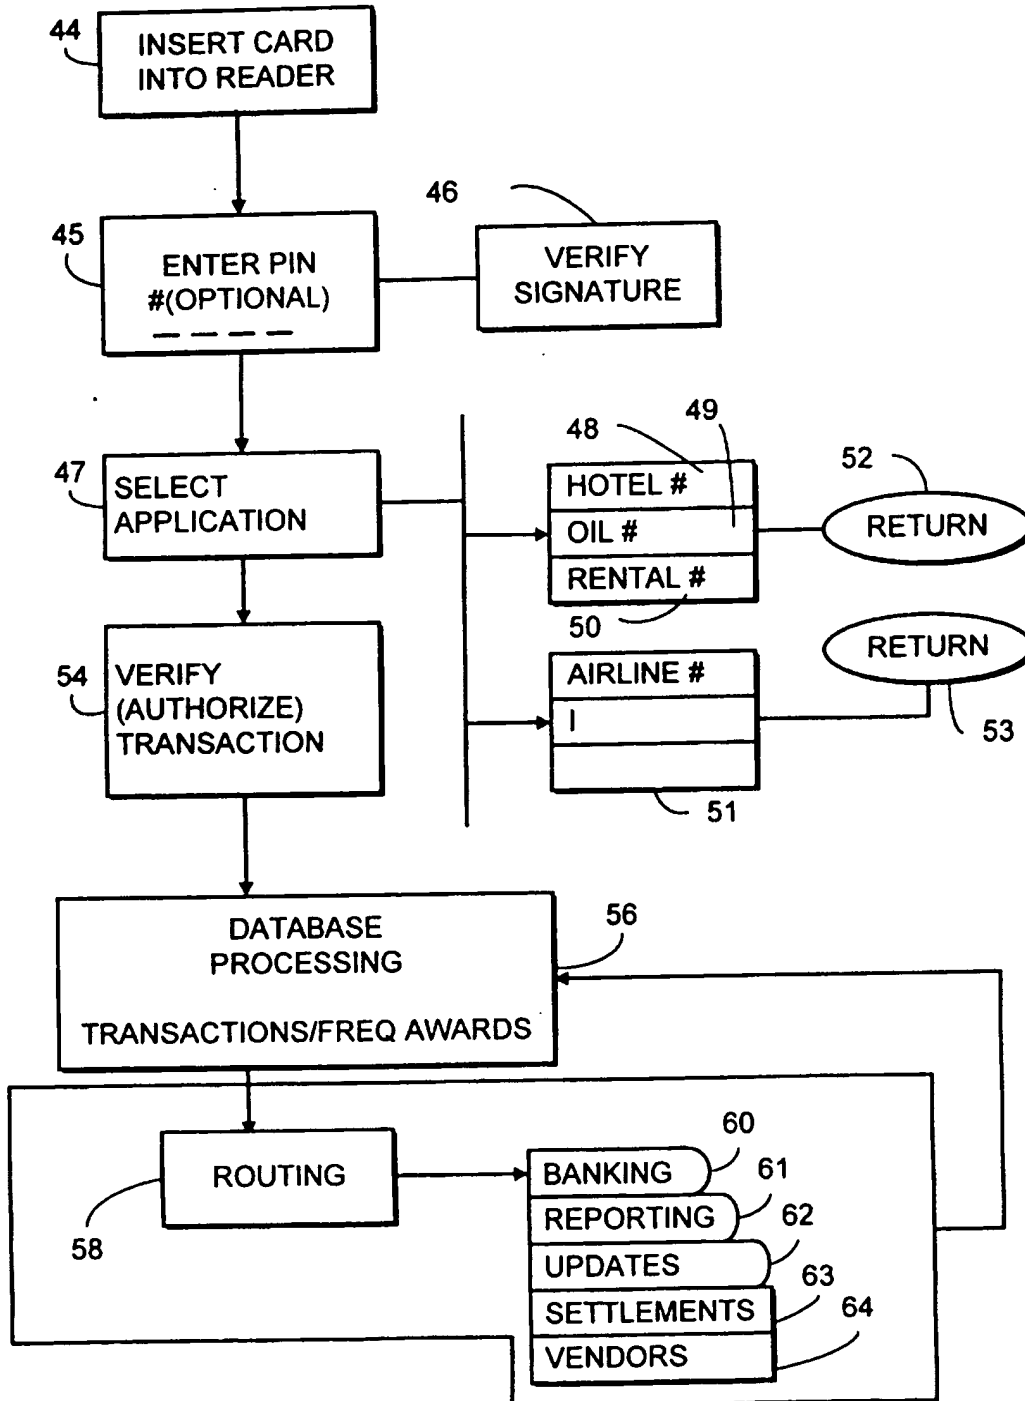 44
INSERT CARD
INTO READER
45
ENTER PIN
#(OPTIONAL)
_ _ _ _
46
VERIFY
SIGNATURE
47
SELECT
APPLICATION
48
49
HOTEL #
OIL #
RENTAL #
50
52
RETURN
RETURN
53
AIRLINE #
I
51
54
VERIFY
(AUTHORIZE)
TRANSACTION
56
DATABASE
PROCESSING
TRANSACTIONS/FREQ AWARDS
58
ROUTING
BANKING
60
REPORTING
61
UPDATES
62
SETTLEMENTS
63
VENDORS
64